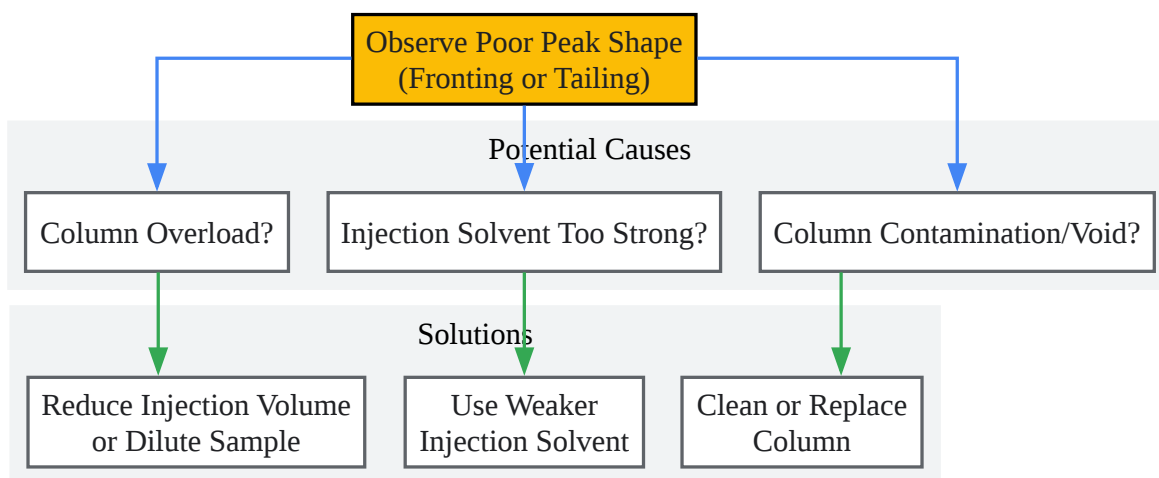 Observe Poor Peak Shape
(Fronting or Tailing)
Potential Causes
Column Overload?
Injection Solvent Too Strong?
Column Contamination/Void?
Solutions
Reduce Injection Volume
or Dilute Sample
Use Weaker
Injection Solvent
Clean or Replace
Column